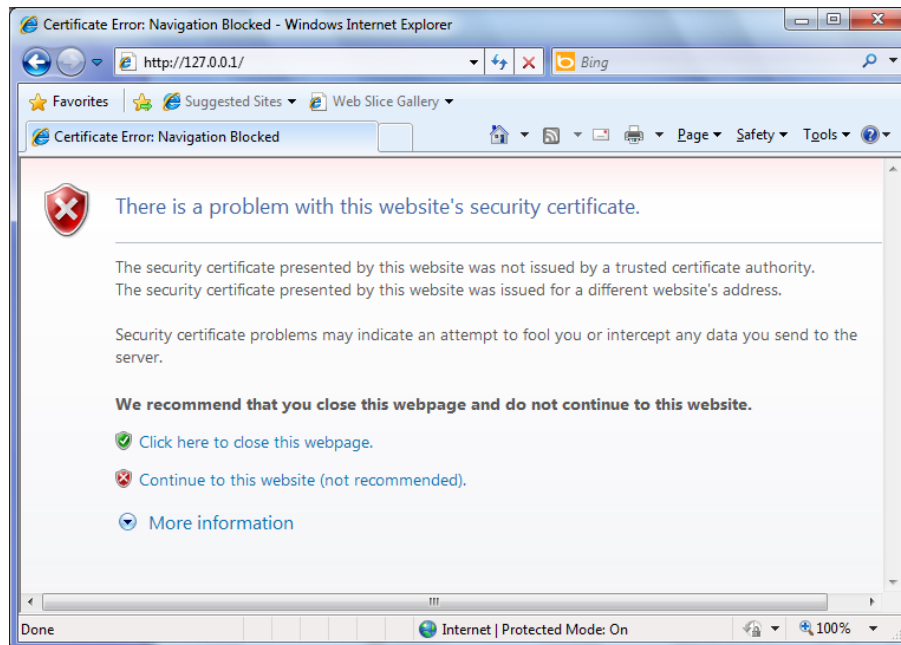 Certificate Error: Navigation Blocked - Windows Internet Explorer
http://127.0.0.1/
Bing
Favorites
Suggested Sites
Web Slice Gallery
Certificate Error: Navigation Blocked
Page
Safety
Tools
There is a problem with this website's security certificate.
The security certificate presented by this website was not issued by a trusted certificate authority.
The security certificate presented by this website was issued for a different website's address.
Security certificate problems may indicate an attempt to fool you or intercept any data you send to the
server.
We recommend that you close this webpage and do not continue to this website.
Click here to close this webpage.
Continue to this website (not recommended).
More information
Done
Internet | Protected Mode: On
100%